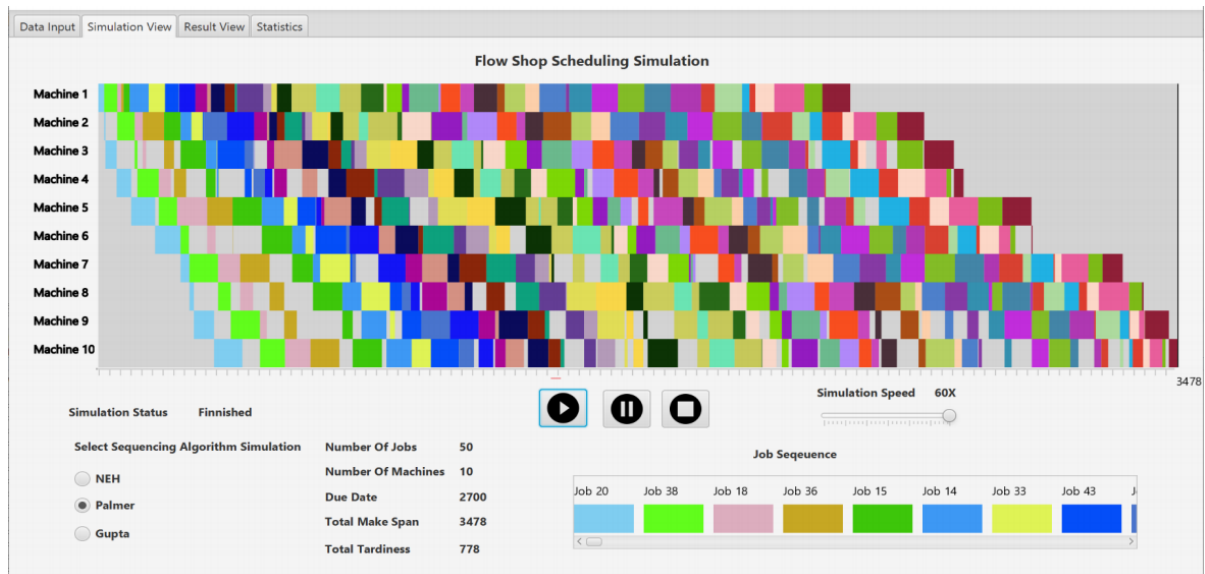 Data Input Simulation View Result View Statistics
Flow Shop Scheduling Simulation
Machine 1
Machine 2
Machine 3
Machine 4
Machine 5
Machine 6
Machine 7
Machine 8
Machine 9
Machine 10
3478
Simulation Speed 60X
Simulation Status Finnished
Select Sequencing Algorithm Simulation
NEH
Palmer
Gupta
Number Of Jobs 50
Number Of Machines 10
Due Date 2700
Total Make Span 3478
Total Tardiness 778
Job Seqeuence
Job 20 Job 38 Job 18 Job 36 Job 15 Job 14 Job 33 Job 43